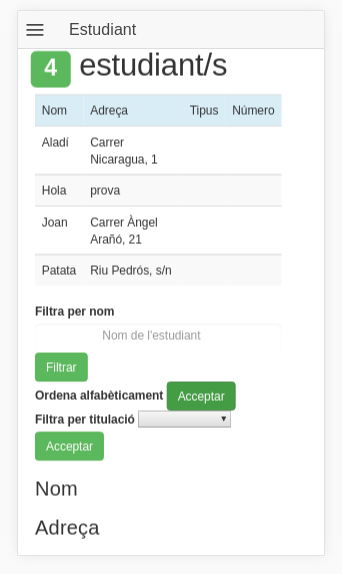 Estudiant
4 estudiant/s
Nom Adreça Tipus Número
Aladí Carrer
Nicaragua, 1
Hola prova
Joan Carrer Àngel
Arañó, 21
Patata Riu Pedrós, s/n
Filtra per nom
Nom de l'estudiant
Filtrar
Ordena alfabèticament Acceptar
Filtra per titulació
Acceptar
Nom
Adreça